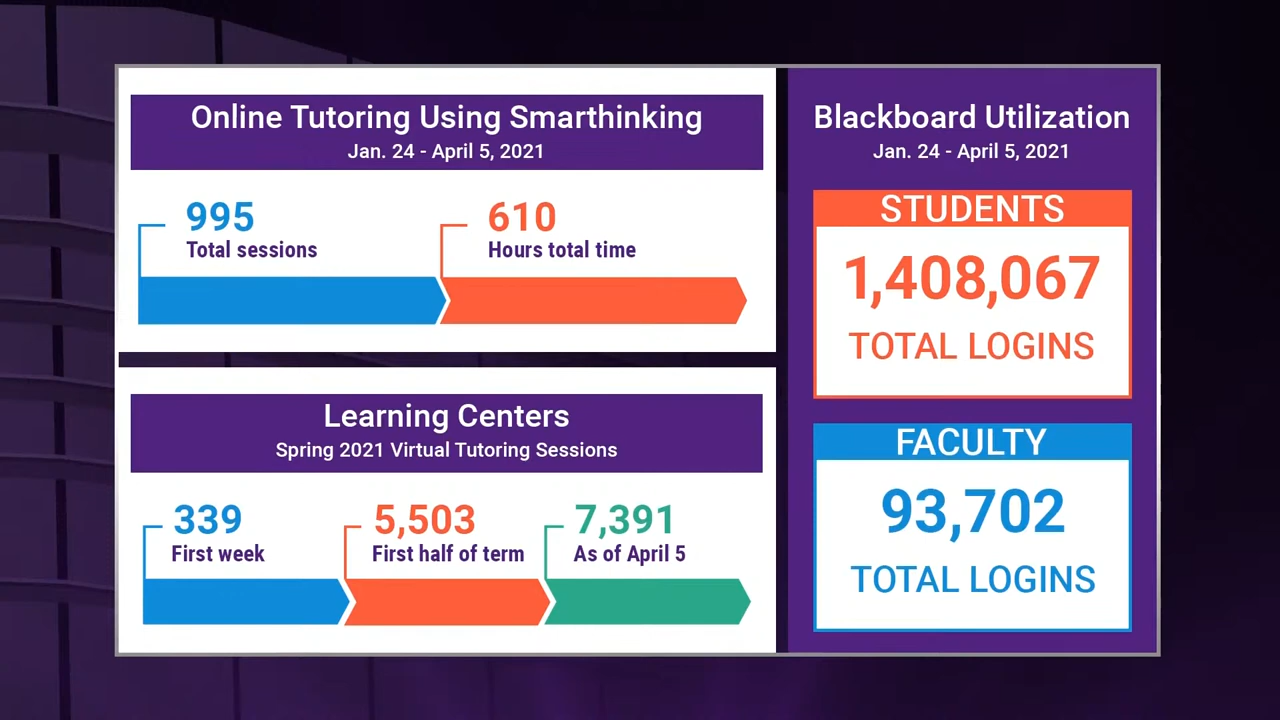 Online Tutoring Using Smarthinking
Jan. 24 - April 5, 2021
995
Total sessions
610
Hours total time
Learning Centers
Spring 2021 Virtual Tutoring Sessions
339
First week
5,503
First half of term
7,391
As of April 5
Blackboard Utilization
Jan. 24 - April 5, 2021
STUDENTS
1,408,067
TOTAL LOGINS
FACULTY
93,702
TOTAL LOGINS